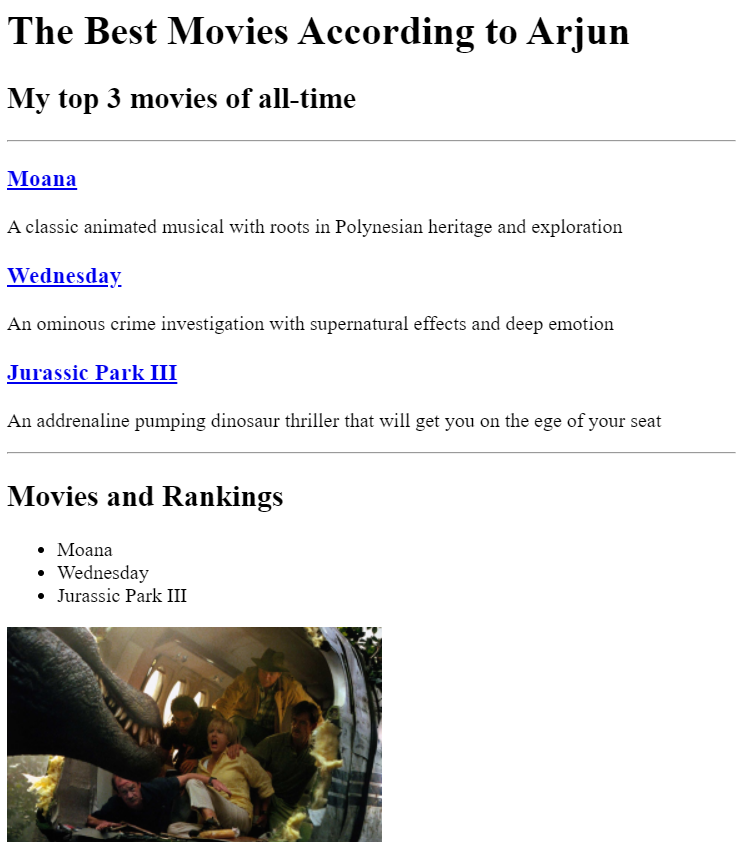 The Best Movies According to Arjun
My top 3 movies of all-time
Moana
A classic animated musical with roots in Polynesian heritage and exploration
Wednesday
An ominous crime investigation with supernatural effects and deep emotion
Jurassic Park III
An addrenaline pumping dinosaur thriller that will get you on the ege of your seat
Movies and Rankings
Moana
Wednesday
Jurassic Park III